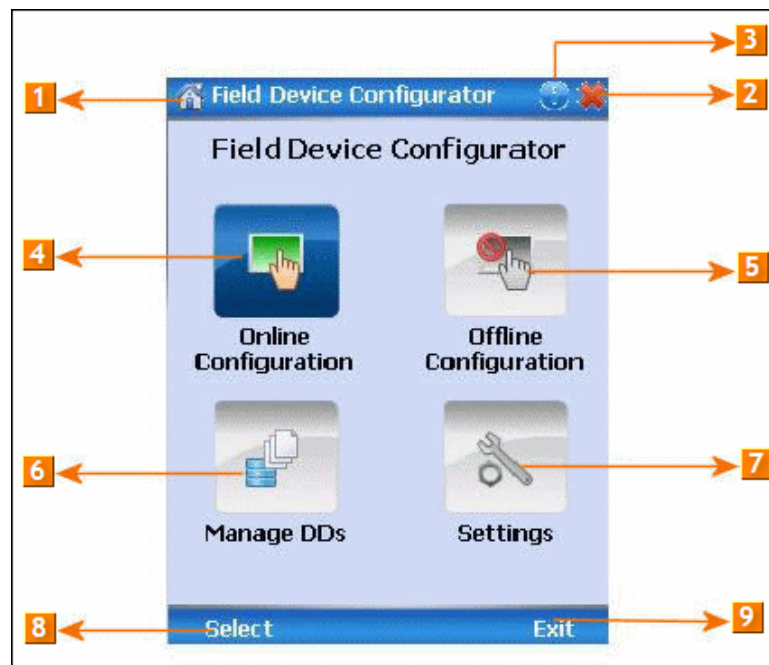 3
1
Field Device Configurator
2
Field Device Configurator
4
5
Online
Configuration
Offline
Configuration
6
7
Manage DDs
Settings
8
Select
Exit
9